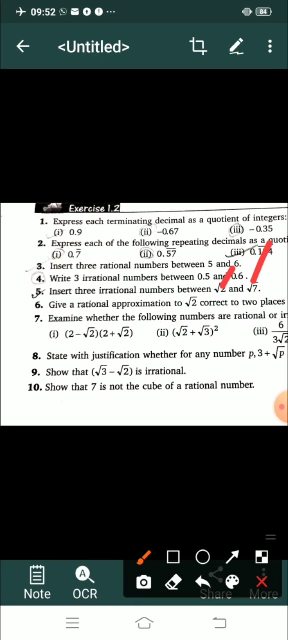 09:52
84
<Untitled>
Exercise 1.2
1. Express each terminating decimal as a quotient of integers:
(i) 0.9 (ii) -0.67 (iii) -0.35
2. Express each of the following repeating decimals as a quoti
(i) 0.7̅ (ii) 0.5̅7̅ (iii)
3. Insert three rational numbers between 5 and 6.
4. Write 3 irrational numbers between 0.5 and 0.6.
5. Insert three irrational numbers between √2 and √7.
6. Give a rational approximation to √2 correct to two places
7. Examine whether the following numbers are rational or ir
(i) (2-√2)(2+√2) (ii) (√2+√3)² (iii) 6
3√2
8. State with justification whether for any number p, 3+√p
9. Show that (√3-√2) is irrational.
10. Show that 7 is not the cube of a rational number.
A
Note OCR Share More